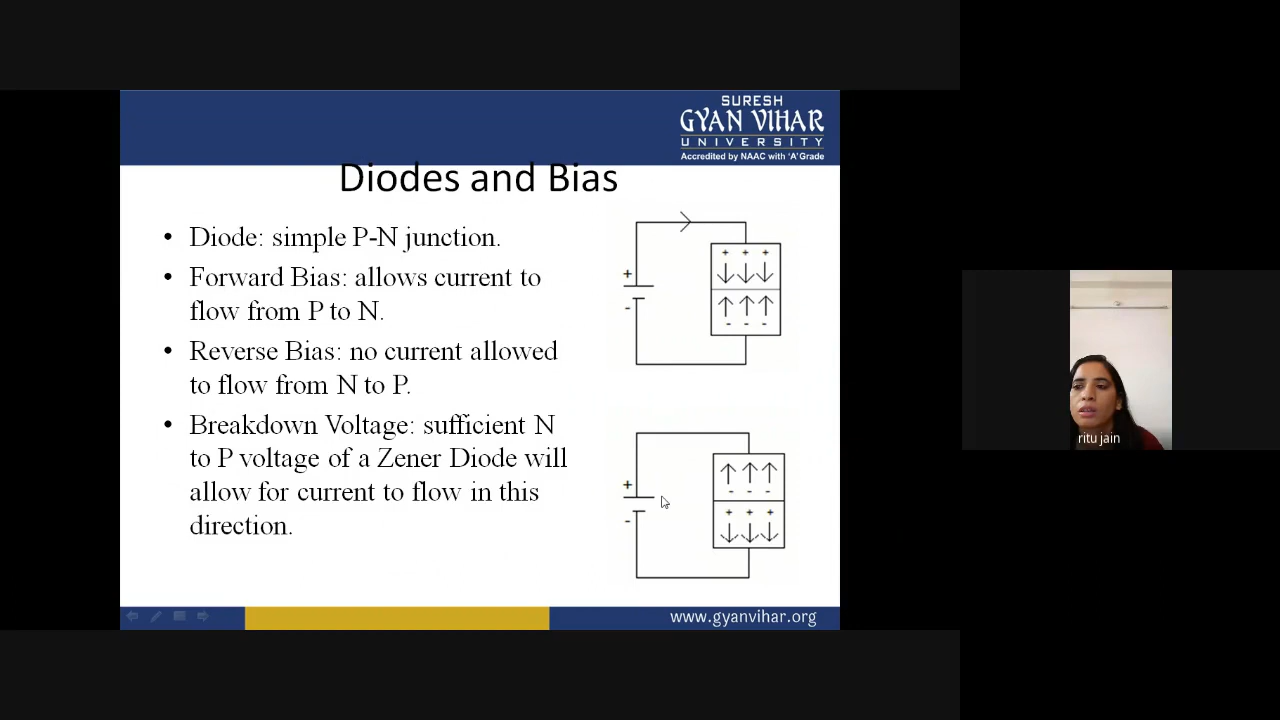 SURESH
GYAN VIHAR
UNIVERSITY
Accredited by NAAC with 'A' Grade
Diodes and Bias
• Diode: simple P-N junction.
• Forward Bias: allows current to
flow from P to N.
• Reverse Bias: no current allowed
to flow from N to P.
• Breakdown Voltage: sufficient N
to P voltage of a Zener Diode will
allow for current to flow in this
direction.
+
-
+ + +
- - -
+
-
- - -
+ + +
www.gyanvihar.org
ritu jain